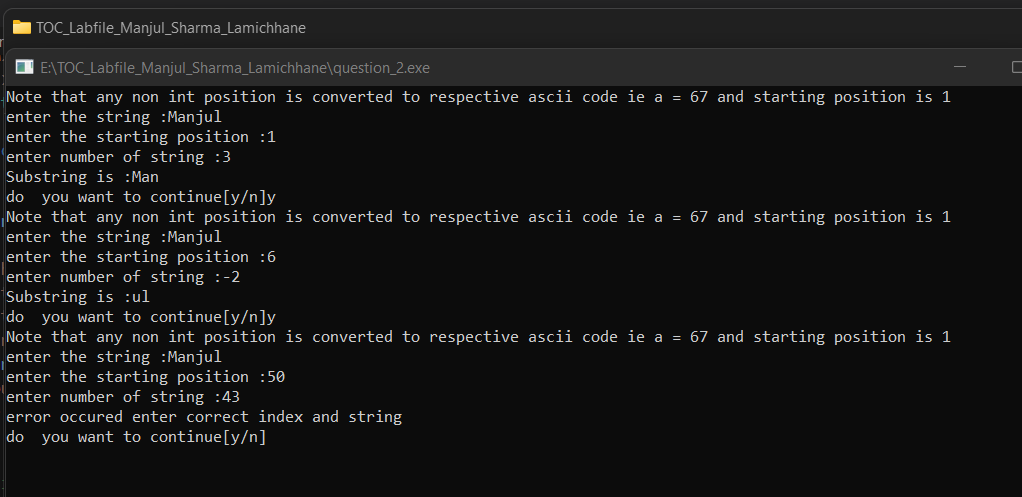 TOC_Labfile_Manjul_Sharma_Lamichhane
E:\TOC_Labfile_Manjul_Sharma_Lamichhane\question_2.exe
Note that any non int position is converted to respective ascii code ie a = 67 and starting position is 1
enter the string :Manjul
enter the starting position :1
enter number of string :3
Substring is :Man
do  you want to continue[y/n]y
Note that any non int position is converted to respective ascii code ie a = 67 and starting position is 1
enter the string :Manjul
enter the starting position :6
enter number of string :-2
Substring is :ul
do  you want to continue[y/n]y
Note that any non int position is converted to respective ascii code ie a = 67 and starting position is 1
enter the string :Manjul
enter the starting position :50
enter number of string :43
error occured enter correct index and string
do  you want to continue[y/n]